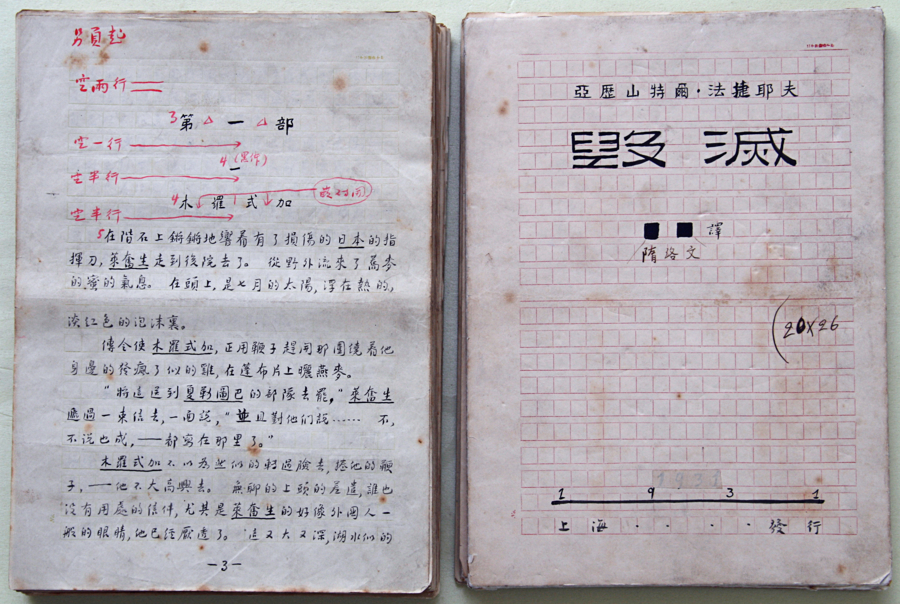 另頁起
空兩行
3第 一 部
空一行
4
一
空半行
4木 羅 式 加
空半行
5在階石上鏘鏘地響着有了損傷的日本的指
揮刀,萊奮生走到後院去了。 從野外流來了蕎麥
的蜜的氣息。 在頭上,是七月的太陽,浮在熱的,
淡紅色的泡沫裏。
傳令使木羅式加,正用鞭子趕開那圍繞着他
身邊的發瘋了似的雞,在蓬布片上曬燕麥。
“將這送到夏勒圖巴的部隊去罷,”萊奮生
遞過一束信去,一面說,“並且對他們說…… 不,
不說也成,——都寫在那里了。”
木羅式加不以為然似的轉過臉去,捲他的鞭
子,——他不大高興去。 無聊的上頭的差遣,誰也
沒有用處的信件,尤其是萊奮生的好像外國人一
般的眼睛,他已經厭透了。 這又大又深,湖水似的
—3—
亞歷山特爾·法捷耶夫
毀 滅
■ ■ 譯
隋洛文
(20×26
1 9 3 1
上海 · · · · 發行